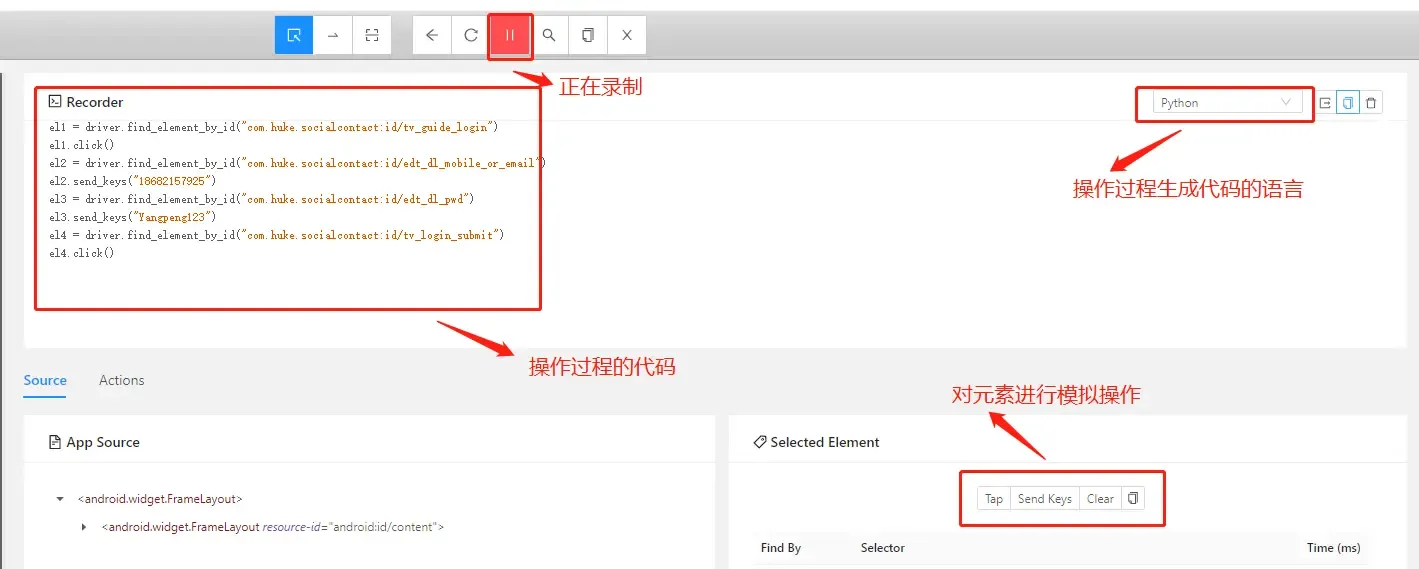 正在录制
Recorder
Python
el1 = driver.find_element_by_id("com.huke.socialcontact:id/tv_guide_login")
el1.click()
el2 = driver.find_element_by_id("com.huke.socialcontact:id/edt_dl_mobile_or_email")
el2.send_keys("18682157925")
el3 = driver.find_element_by_id("com.huke.socialcontact:id/edt_dl_pwd")
el3.send_keys("Yangpeng123")
el4 = driver.find_element_by_id("com.huke.socialcontact:id/tv_login_submit")
el4.click()
操作过程生成代码的语言
操作过程的代码
Source
Actions
对元素进行模拟操作
App Source
Selected Element
<android.widget.FrameLayout>
<android.widget.FrameLayout resource-id="android:id/content">
Tap
Send Keys
Clear
Find By
Selector
Time (ms)